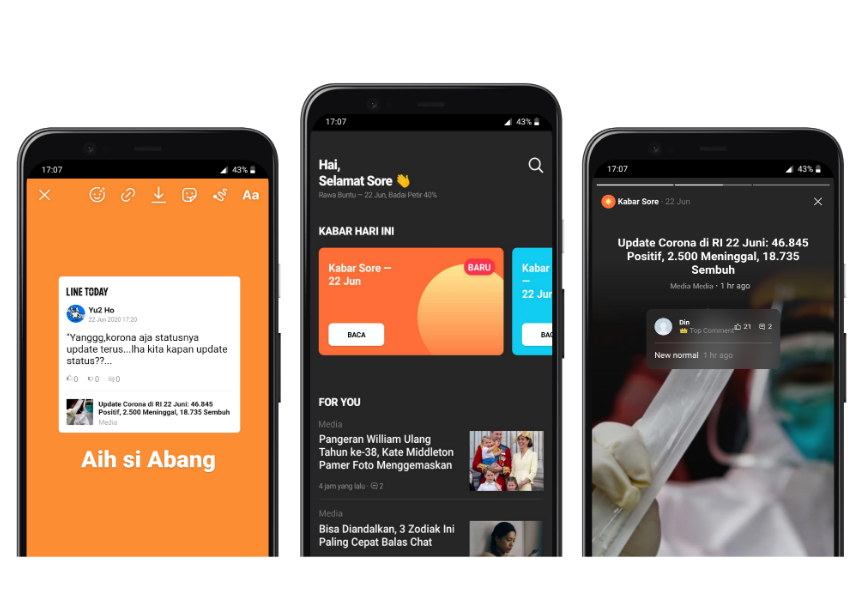 17:07
43%
Aa
LINE TODAY
Yu2 Ho
22 Jun 2020 17:20
"Yanggg,korona aja statusnya
update terus...lha kita kapan update
status??...
0 0 0
Update Corona di RI 22 Juni: 46.845
Positif, 2.500 Meninggal, 18.735 Sembuh
Media
Aih si Abang
17:07
43%
Hai,
Selamat Sore 👏
Rawa Buntu — 22 Jun, Badai Petir 40%
KABAR HARI INI
Kabar Sore —
22 Jun
BARU
BACA
Kabar
—
22 Jun
BAC
FOR YOU
Media
Pangeran William Ulang
Tahun ke-38, Kate Middleton
Pamer Foto Menggemaskan
4 jam yang lalu · 2
Media
Bisa Diandalkan, 3 Zodiak Ini
Paling Cepat Balas Chat
17:07
43%
Kabar Sore · 22 Jun
Update Corona di RI 22 Juni: 46.845
Positif, 2.500 Meninggal, 18.735
Sembuh
Media Media • 1 hr ago
Din
Top Comment
21 2
New normal 1 hr ago